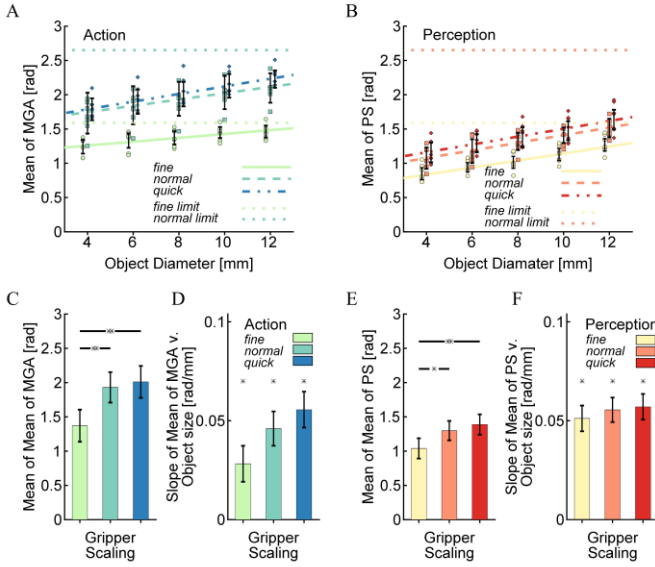 A
Action
Mean of MGA [rad]
3
2.5
2
1.5
1
0.5
0
fine
normal
quick
fine limit
normal limit
4 6 8 10 12
Object Diameter [mm]
B
Perception
Mean of PS [rad]
3
2.5
2
1.5
1
0.5
0
fine
normal
quick
fine limit
normal limit
4 6 8 10 12
Object Diamater [mm]
C
Mean of Mean of MGA [rad]
3
2.5
2
1.5
1
0.5
0
**
**
Gripper
Scaling
D
Action
fine
normal
quick
Slope of Mean of MGA v.
Object size [rad/mm]
0.1
0.05
0
* * *
Gripper
Scaling
E
Mean of Mean of PS [rad]
3
2.5
2
1.5
1
0.5
0
**
*
Gripper
Scaling
F
Perception
fine
normal
quick
Slope of Mean of PS v.
Object size [rad/mm]
0.1
0.05
0
* * *
Gripper
Scaling